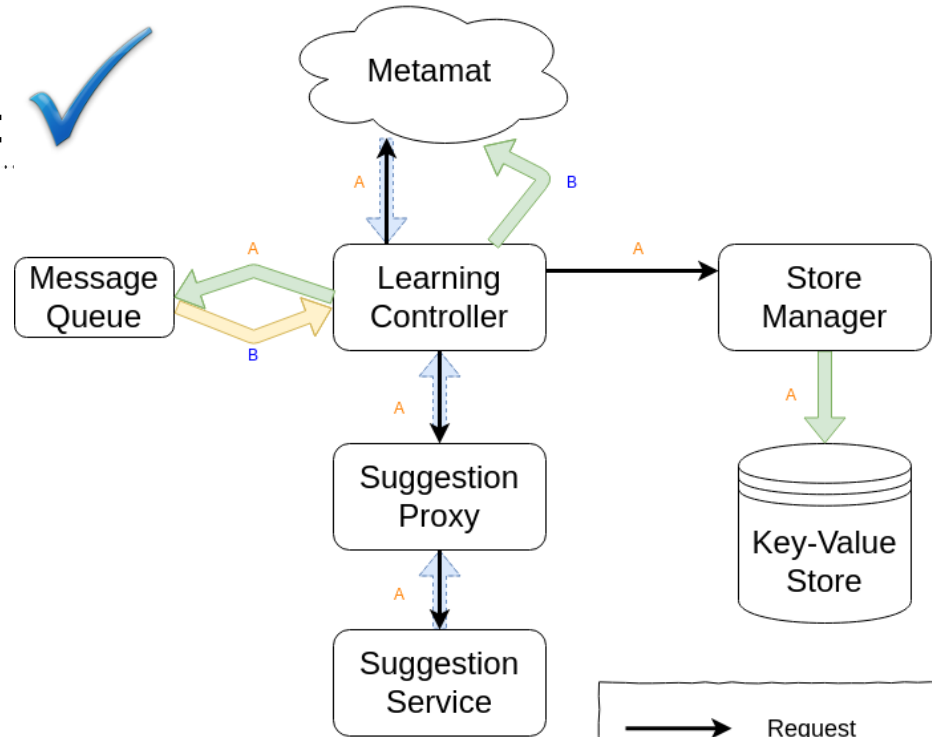 Metamat
A
B
A
A
Message
Queue
Learning
Controller
Store
Manager
B
A
A
Suggestion
Proxy
Key-Value
Store
A
Suggestion
Service
Request